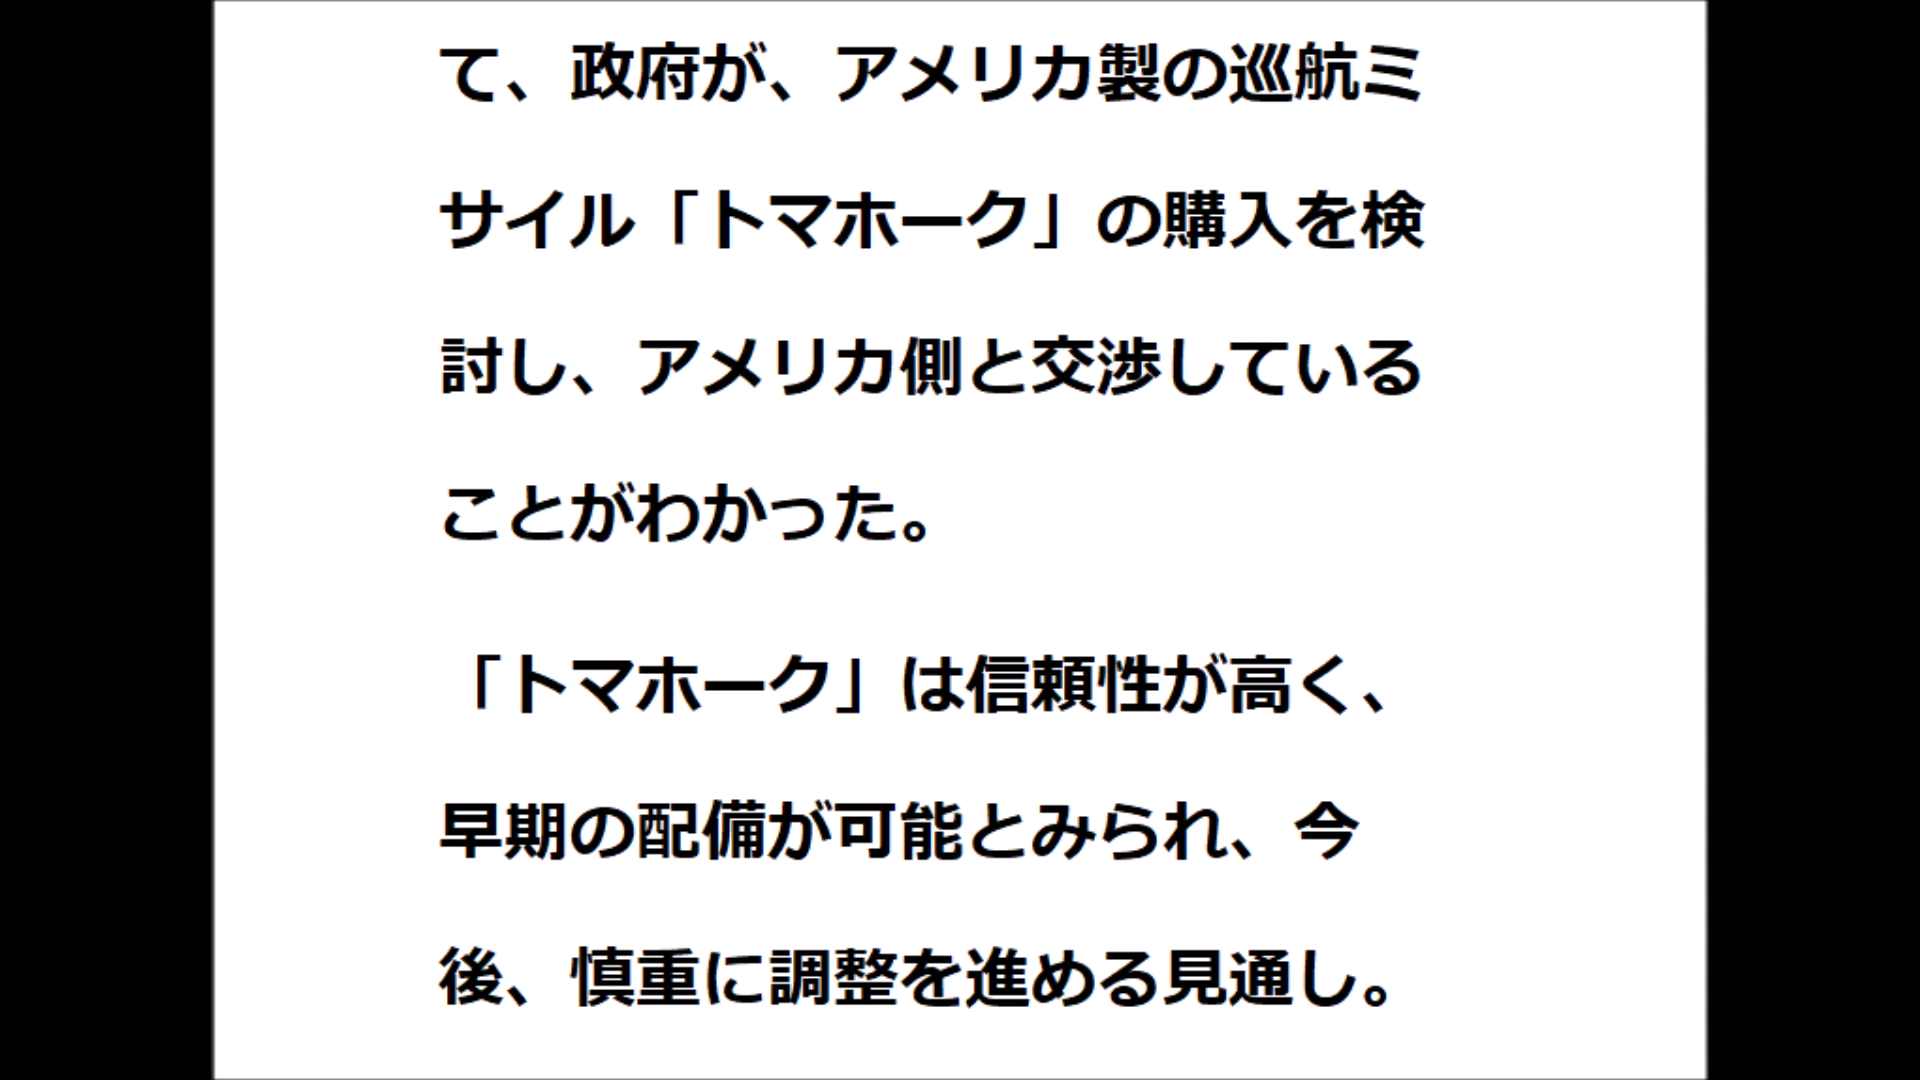 て、政府が、アメリカ製の巡航ミ
サイル「トマホーク」の購入を検
討し、アメリカ側と交渉している
ことがわかった。
「トマホーク」は信頼性が高く、
早期の配備が可能とみられ、今
後、慎重に調整を進める見通し。